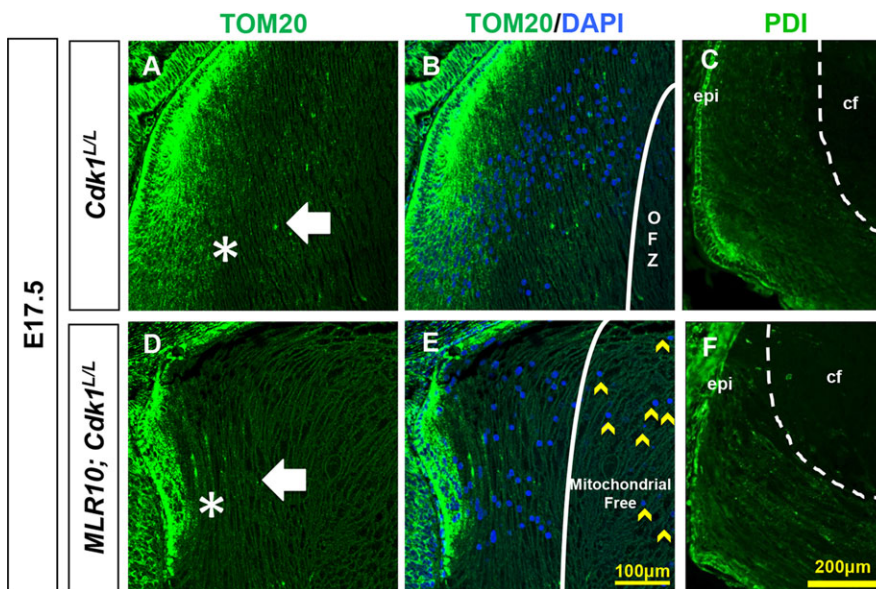 TOM20 TOM20/DAPI PDI
E17.5
Cdk1L/L
A
*
B
O
F
Z
C
epi
cf
MLR10; Cdk1L/L
D
*
E
Mitochondrial
Free
100µm
F
epi
cf
200µm